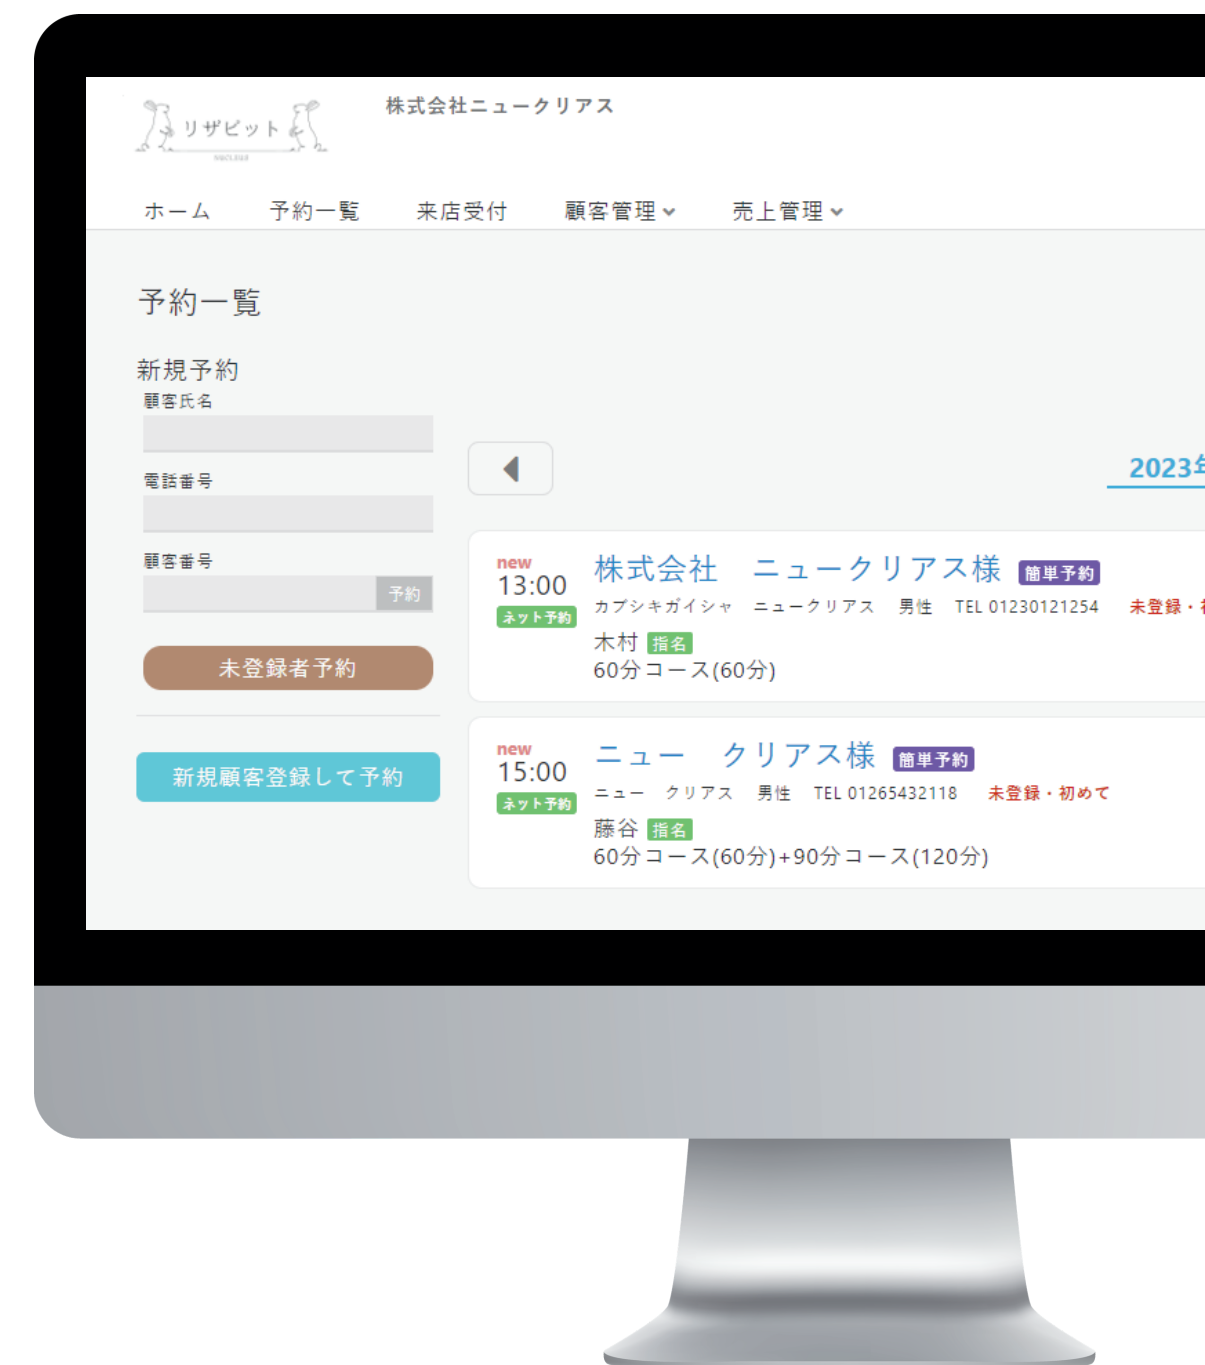 リザビット
株式会社ニュークリアス
ホーム 予約一覧 来店受付 顧客管理 売上管理
予約一覧
新規予約
顧客氏名
電話番号
顧客番号
予約
未登録者予約
新規顧客登録して予約
2023年
new
13:00
ネット予約
株式会社 ニュークリアス様 簡単予約
カブシキガイシャ ニュークリアス 男性 TEL 01230121254 未登録・初
木村 指名
60分コース(60分)
new
15:00
ネット予約
ニュー クリアス様 簡単予約
ニュー クリアス 男性 TEL 01265432118 未登録・初めて
藤谷 指名
60分コース(60分)+90分コース(120分)